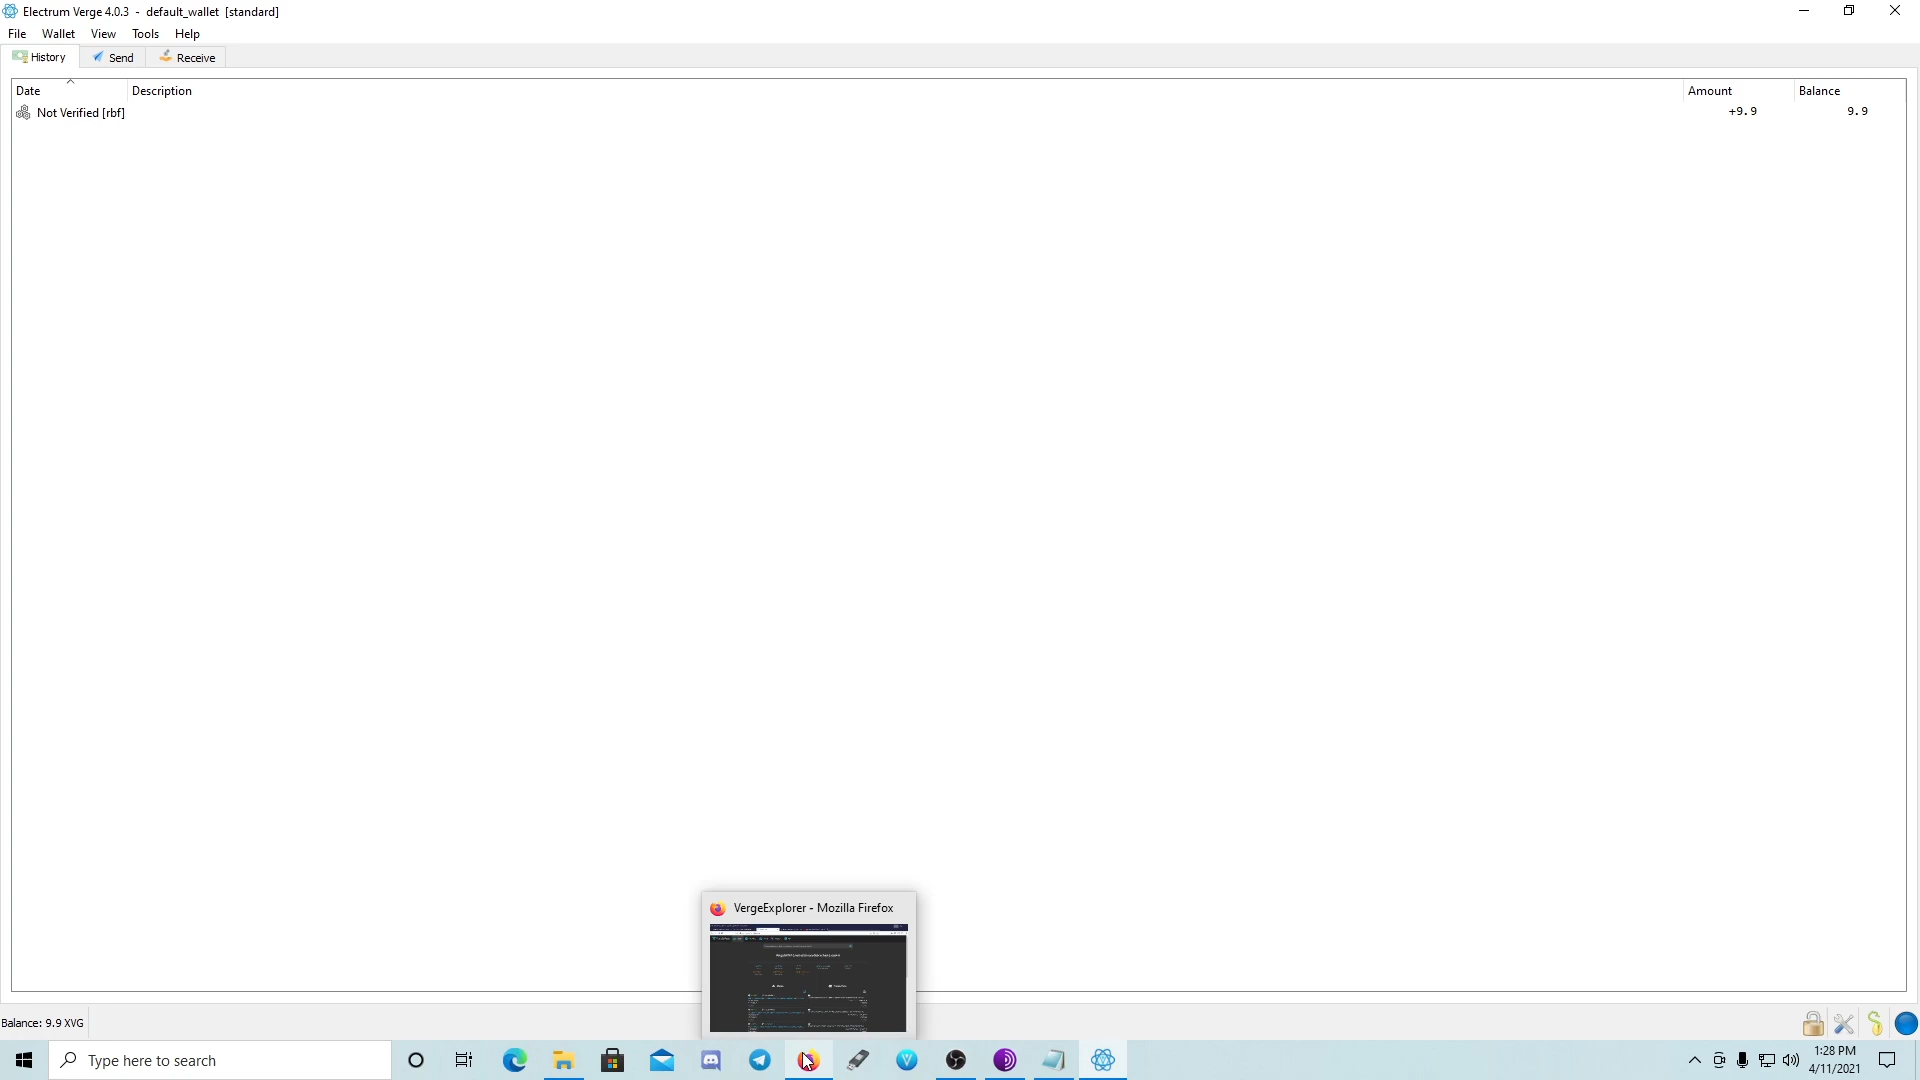 Electrum Verge 4.0.3 - default_wallet [standard]
File Wallet View Tools Help
History Send Receive
Date Description Amount Balance
Not Verified [rbf] +9.9 9.9
VergeExplorer - Mozilla Firefox
Balance: 9.9 XVG
Type here to search
1:28 PM
4/11/2021